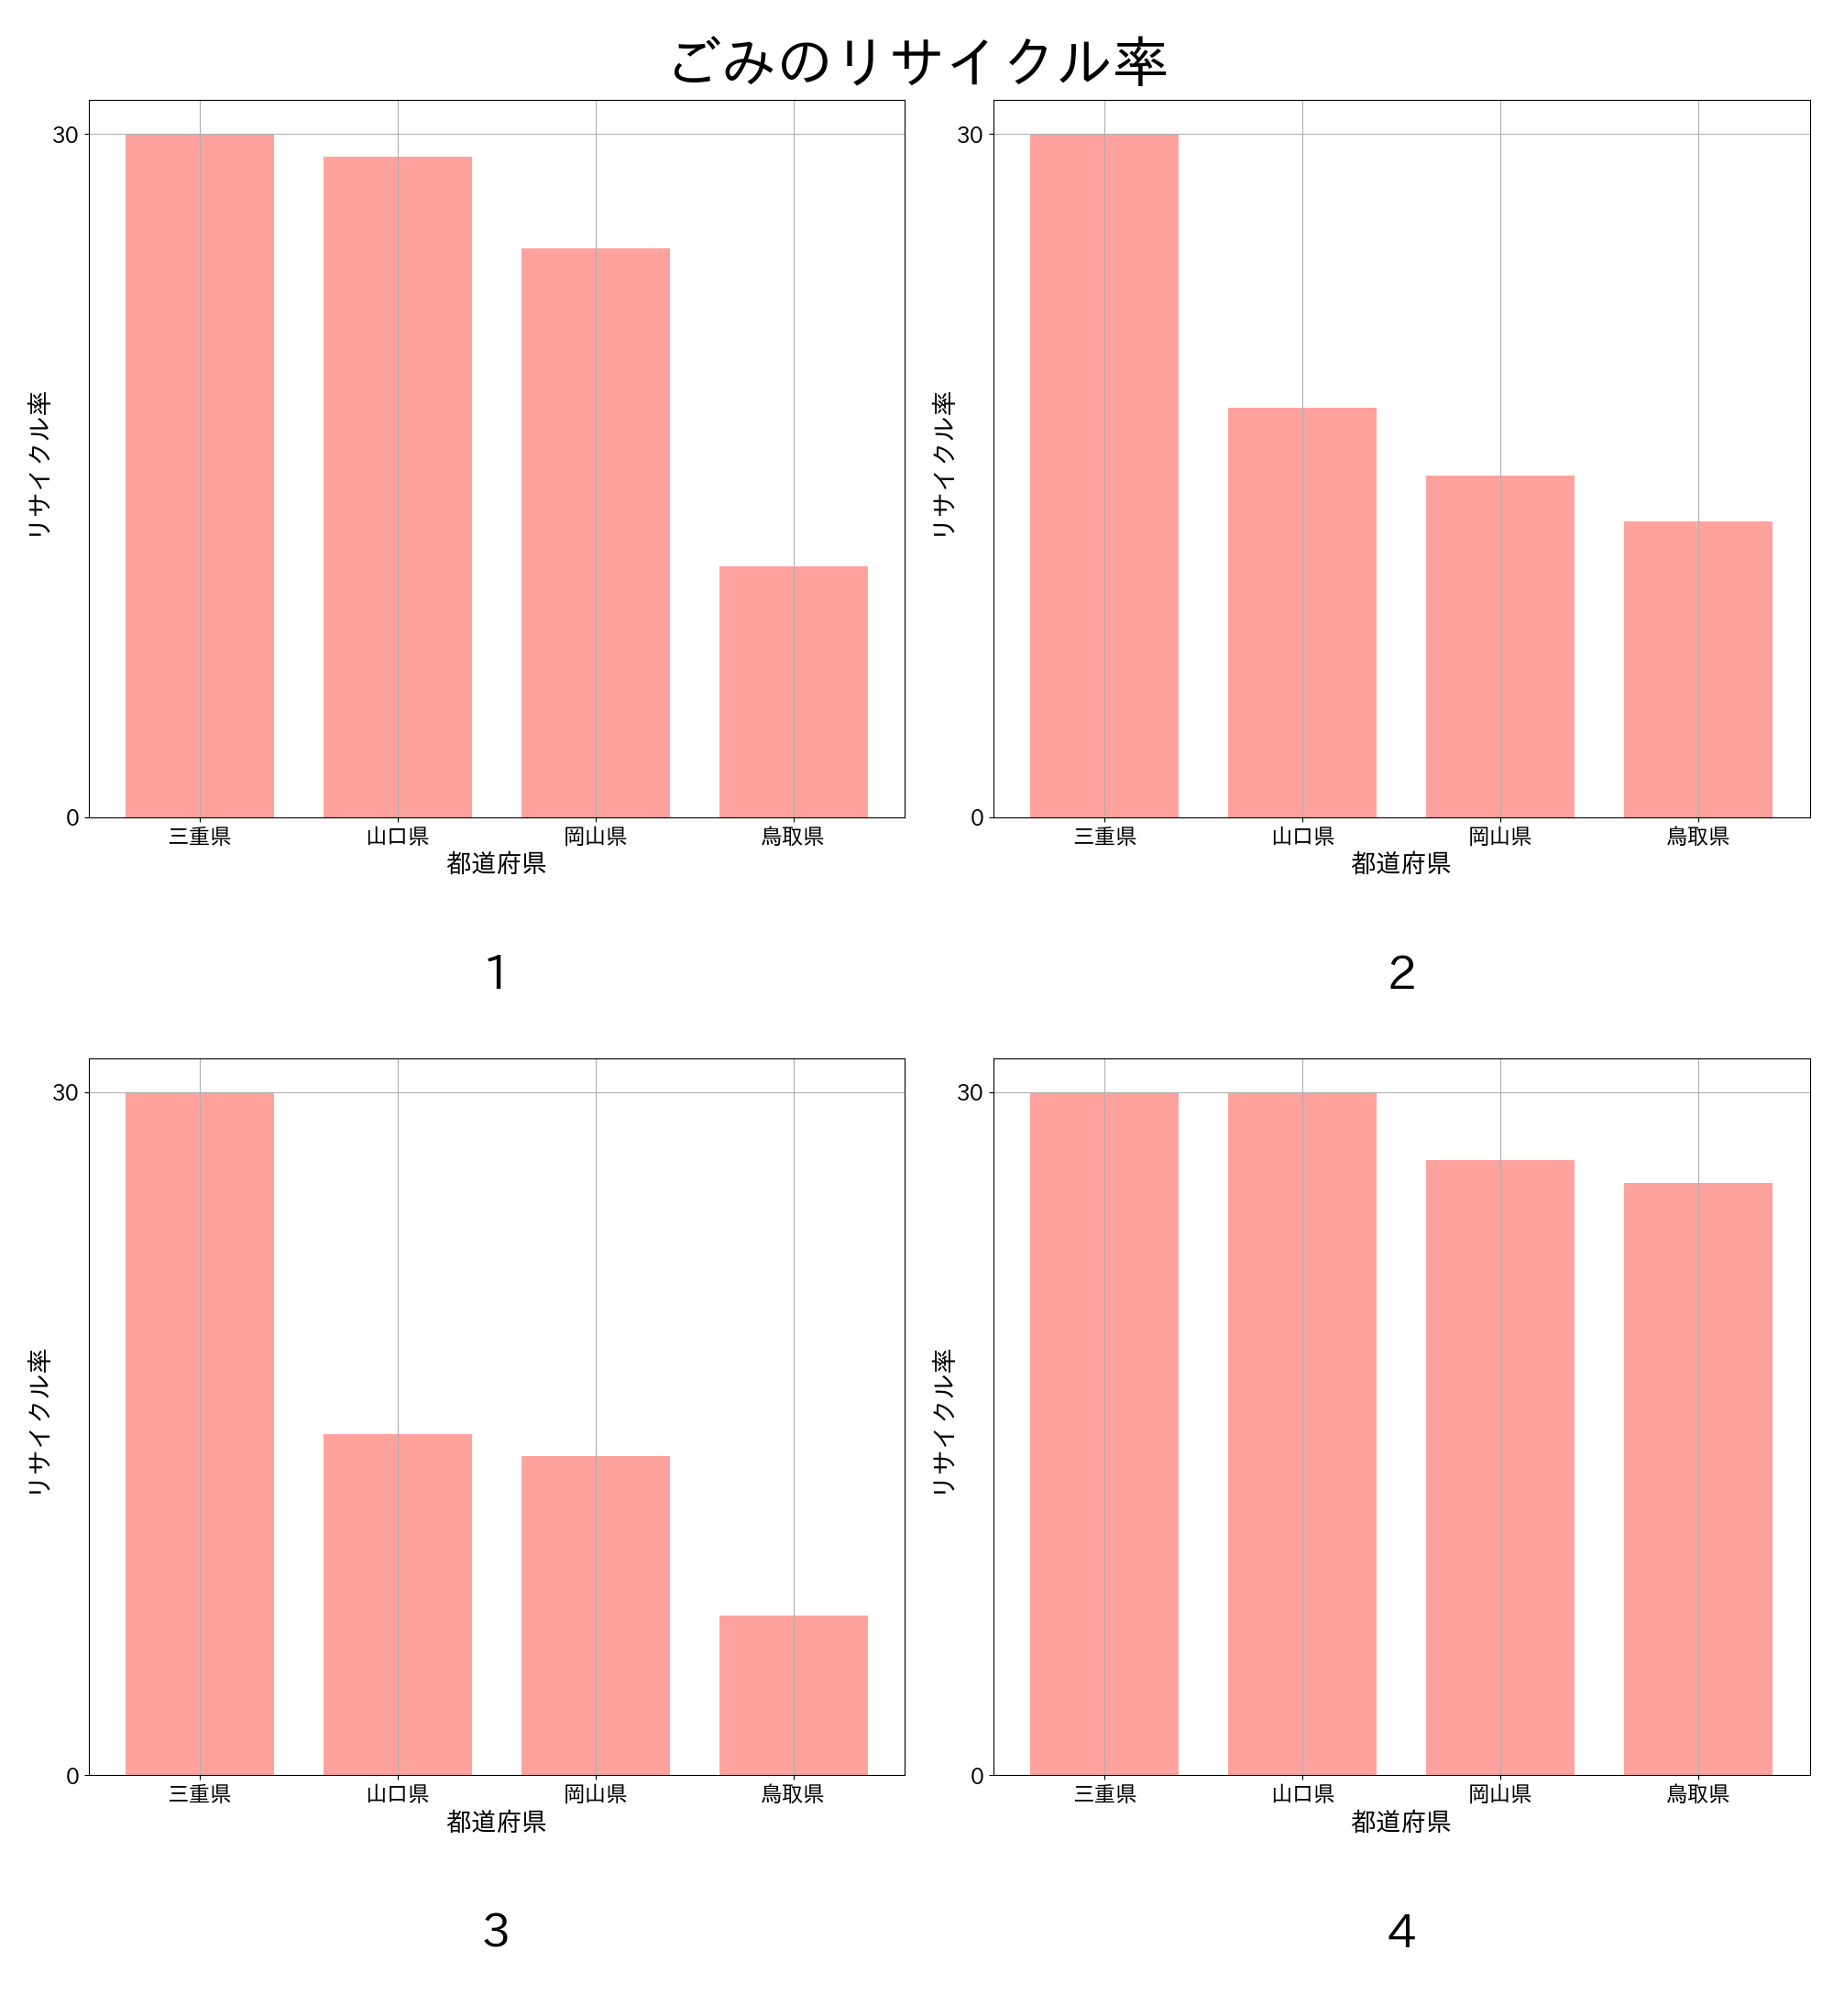 ごみのリサイクル率
30
0
リサイクル率
三重県 山口県 岡山県 鳥取県
都道府県
1
30
0
リサイクル率
三重県 山口県 岡山県 鳥取県
都道府県
2
30
0
リサイクル率
三重県 山口県 岡山県 鳥取県
都道府県
3
30
0
リサイクル率
三重県 山口県 岡山県 鳥取県
都道府県
4